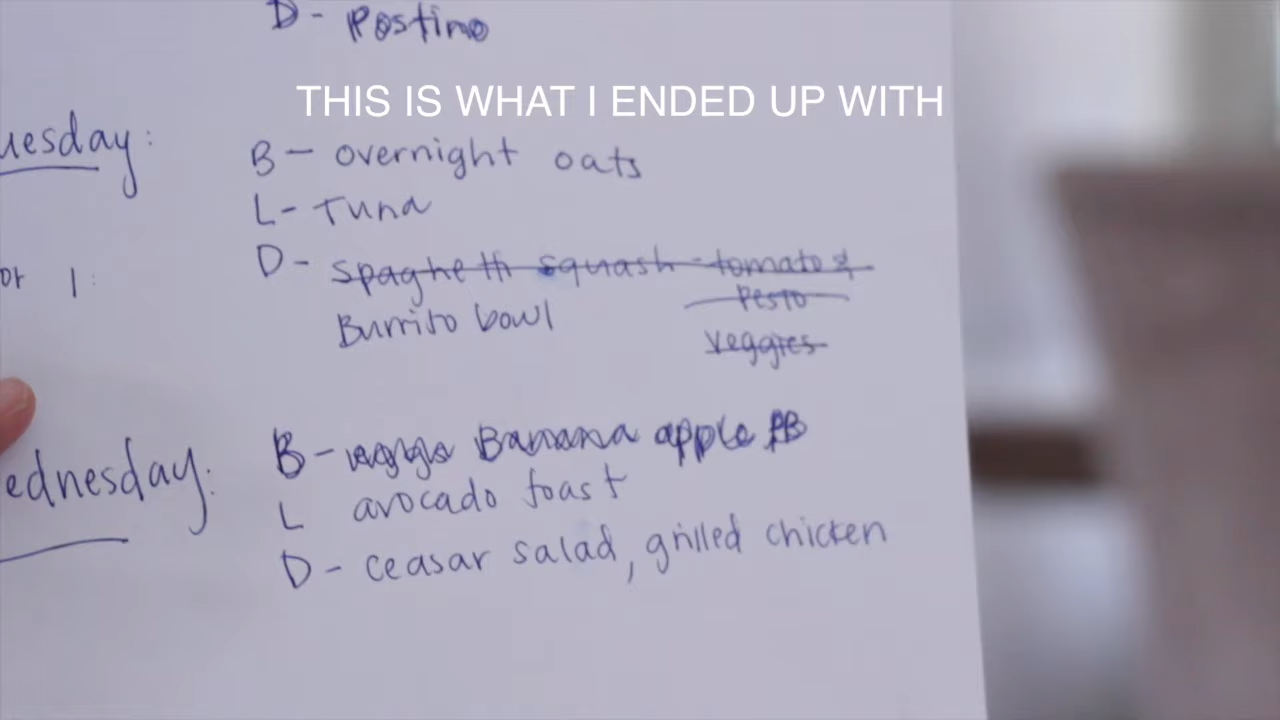 D - Postino
THIS IS WHAT I ENDED UP WITH
uesday:
B - overnight oats
L - Tuna
D - Spaghetti squash - tomato &
Pesto
or 1:
Burrito bowl
veggies
ednesday:
B - Banana apple PB
L avocado toast
D - ceasar salad, grilled chicken